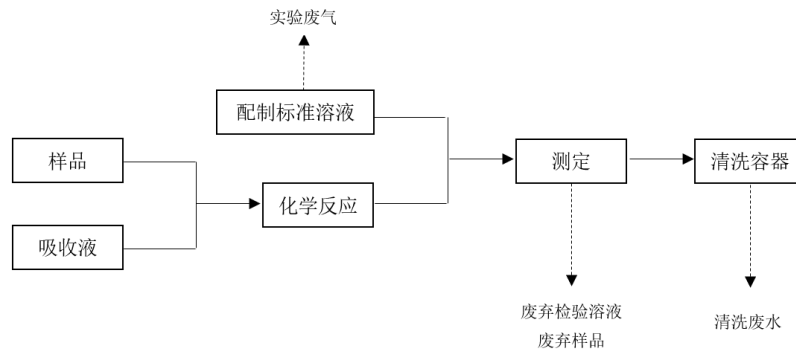 实验废气
配制标准溶液
样品
测定
清洗容器
化学反应
吸收液
废弃检验溶液
废弃样品
清洗废水